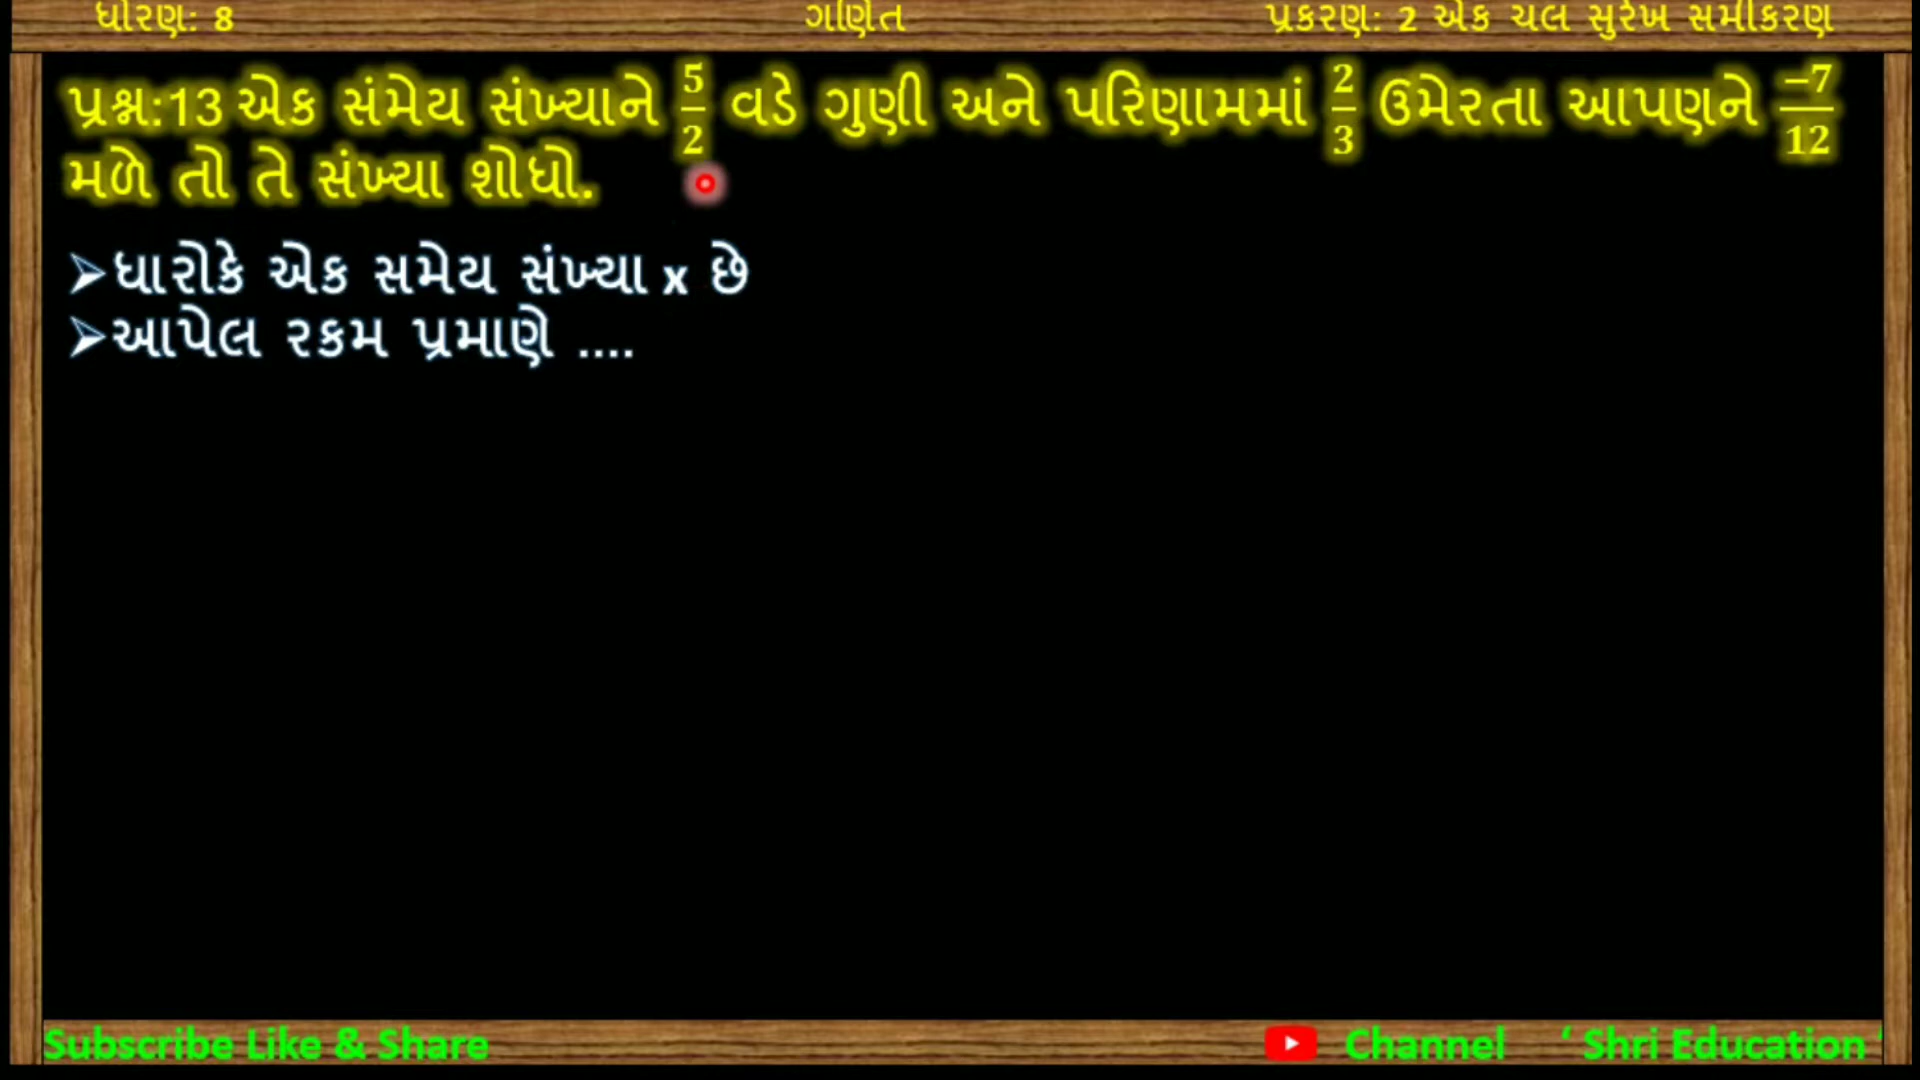 ધોરણ: 8 ગણિત પ્રકરણ: 2 એક ચલ સુરેખ સમીકરણ
પ્રશ્ન:13 એક સંમેય સંખ્યાને 5/2 વડે ગુણી અને પરિણામમાં 2/3 ઉમેરતા આપણને −7/12
મળે તો તે સંખ્યા શોધો.
➢ધારોકે એક સમેય સંખ્યા x છે
➢આપેલ રકમ પ્રમાણે ....
Subscribe Like & Share Channel ‘ Shri Education ’